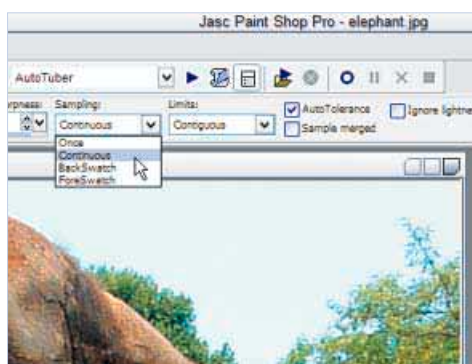 Jasc Paint Shop Pro - elephant.jpg
AutoTuber
rpness: Sampling: Limits:
Continuous Contiguous
AutoTolerance Ignore lightne
Sample merged
Once
Continuous
BackSwatch
ForeSwatch